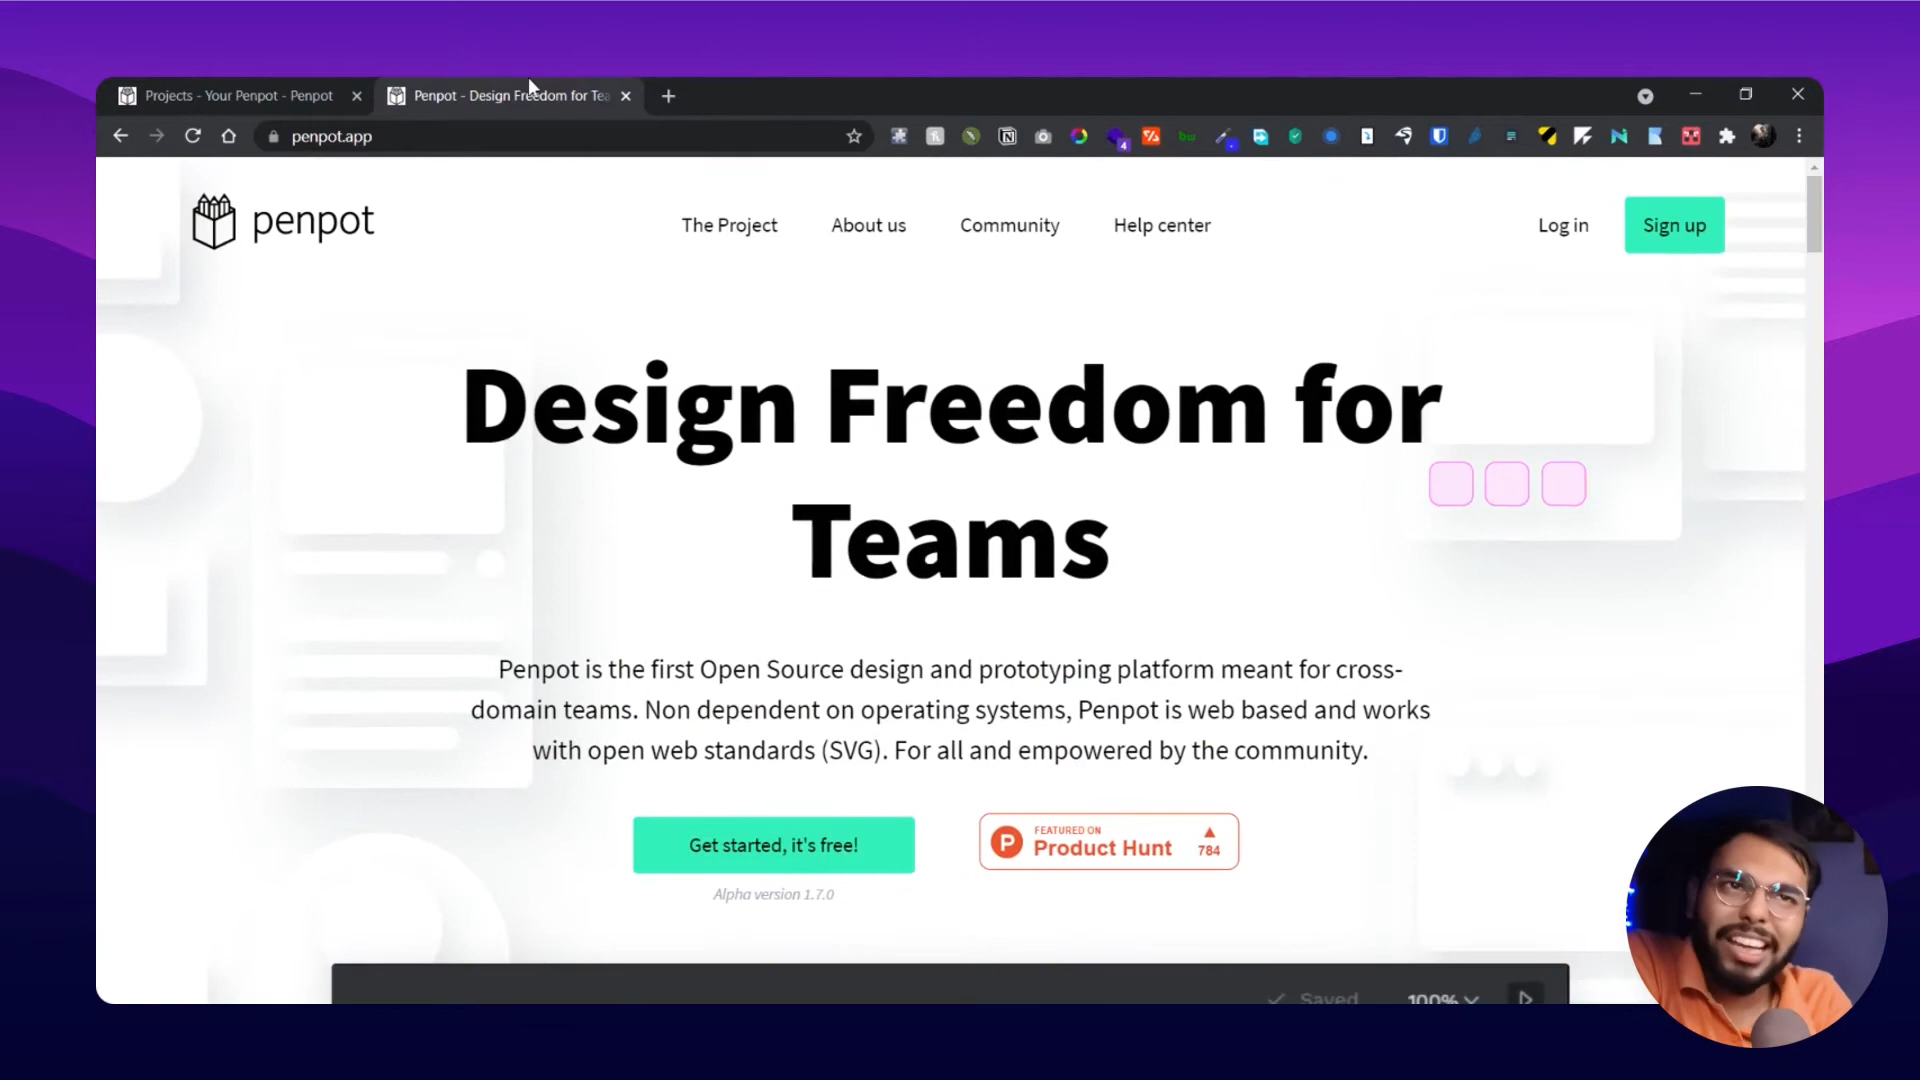 Projects - Your Penpot - Penpot
Penpot - Design Freedom for Tea
penpot.app
4
penpot
The Project
About us
Community
Help center
Log in
Sign up
Design Freedom for
Teams
Penpot is the first Open Source design and prototyping platform meant for cross-
domain teams. Non dependent on operating systems, Penpot is web based and works
with open web standards (SVG). For all and empowered by the community.
Get started, it's free!
P
FEATURED ON
Product Hunt
784
Alpha version 1.7.0
Saved
100%